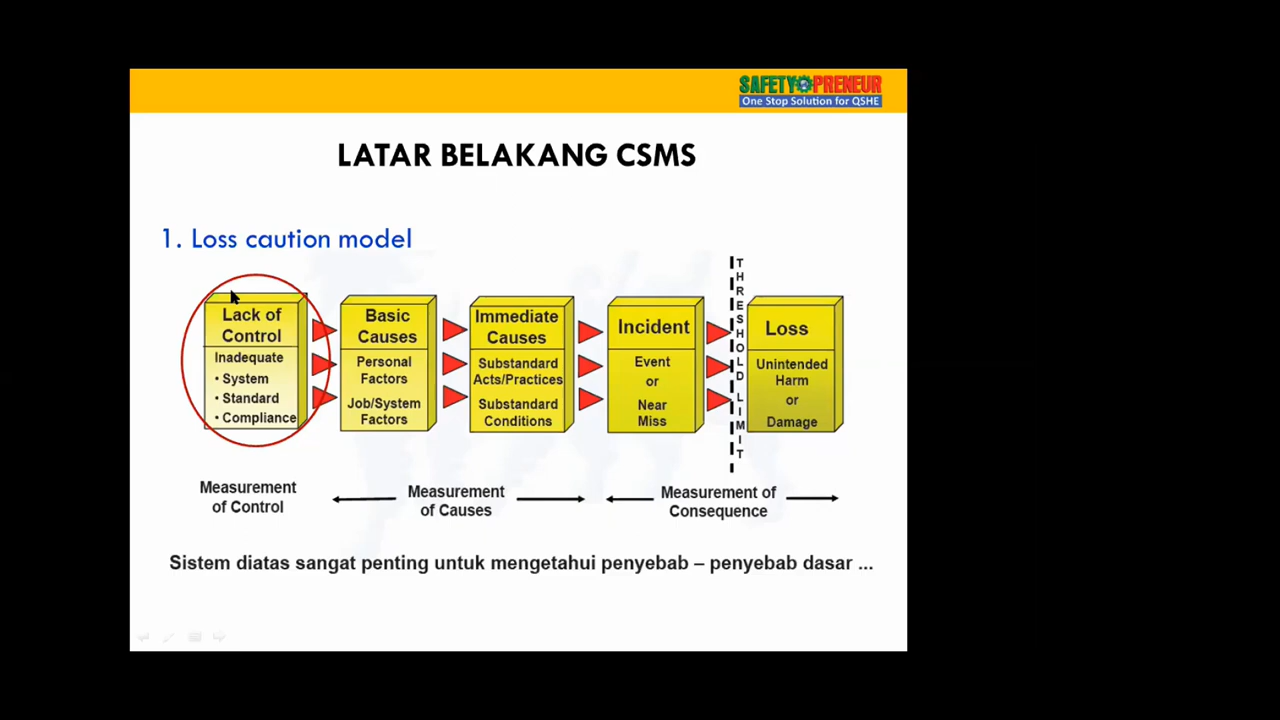 SAFETY PRENEUR
One Stop Solution for QSHE
LATAR BELAKANG CSMS
1. Loss caution model
Lack of
Control
Inadequate
• System
• Standard
• Compliance
Basic
Causes
Personal
Factors
Job/System
Factors
Immediate
Causes
Substandard
Acts/Practices
Substandard
Conditions
Incident
Event
or
Near
Miss
THRESHOLD LIMIT
Loss
Unintended
Harm
or
Damage
Measurement
of Control
Measurement
of Causes
Measurement of
Consequence
Sistem diatas sangat penting untuk mengetahui penyebab – penyebab dasar ...